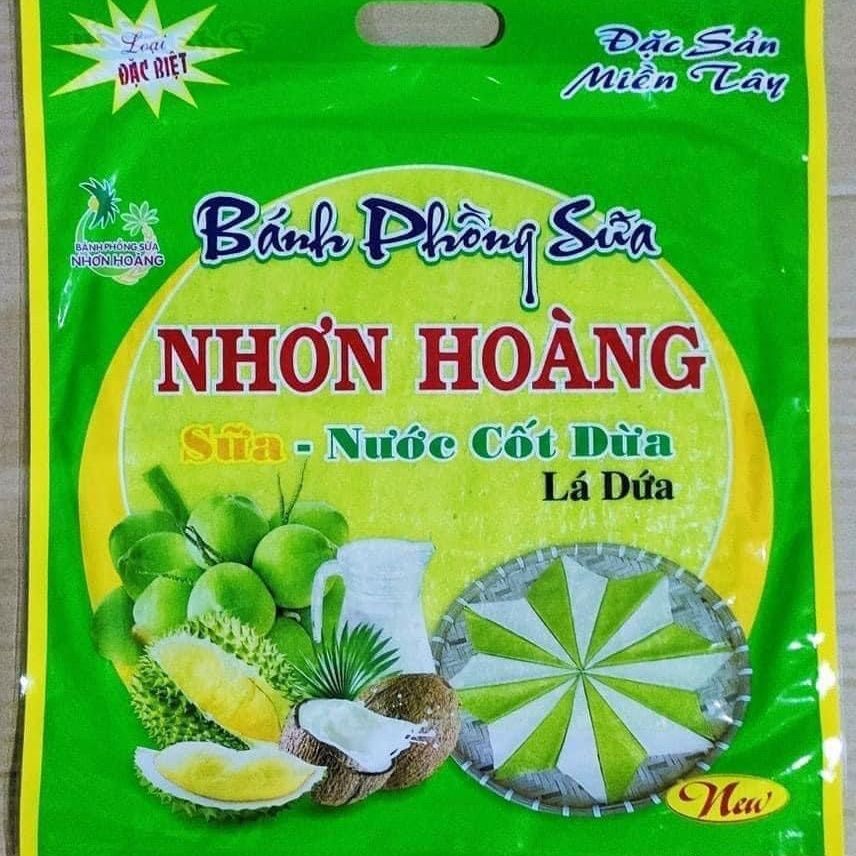 Loại
ĐẶC BIỆT
Đặc Sản
Miền Tây
BÁNH PHỒNG SỮA
NHƠN HOÀNG
Bánh Phồng Sữa
NHƠN HOÀNG
Sữa - Nước Cốt Dừa
Lá Dứa
New